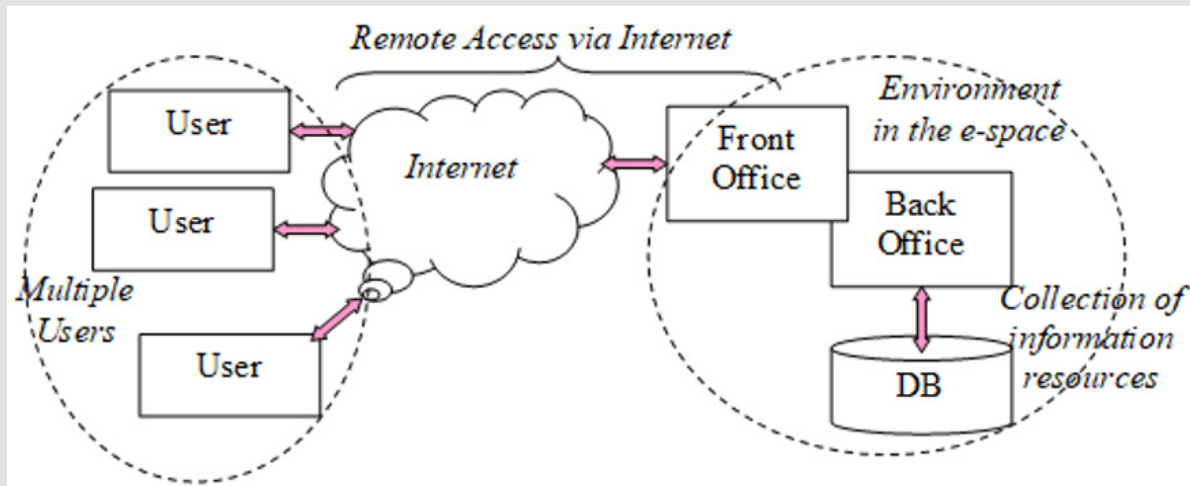 Remote Access via Internet
User
User
Multiple
Users
User
Internet
Front
Office
Environment
in the e-space
Back
Office
Collection of
information
resources
DB